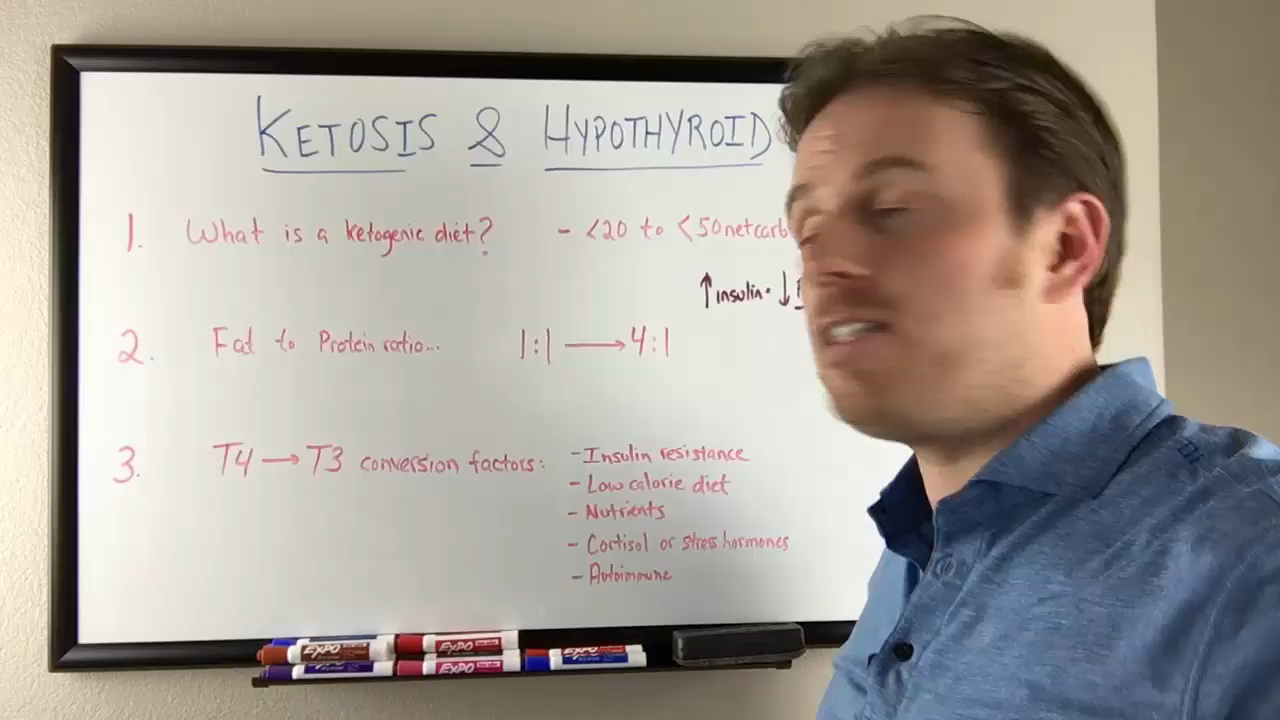 KETOSIS & HYPOTHYROID
1. What is a ketogenic diet? - <20 to <50 net carb
↑ Insulin · ↓
2. Fat to Protein ratio... 1:1 → 4:1
3. T4 → T3 conversion factors: - Insulin resistance
- Low calorie diet
- Nutrients
- Cortisol or stress hormones
- Autoimmune
EXPO EXPO
EXPO EXPO